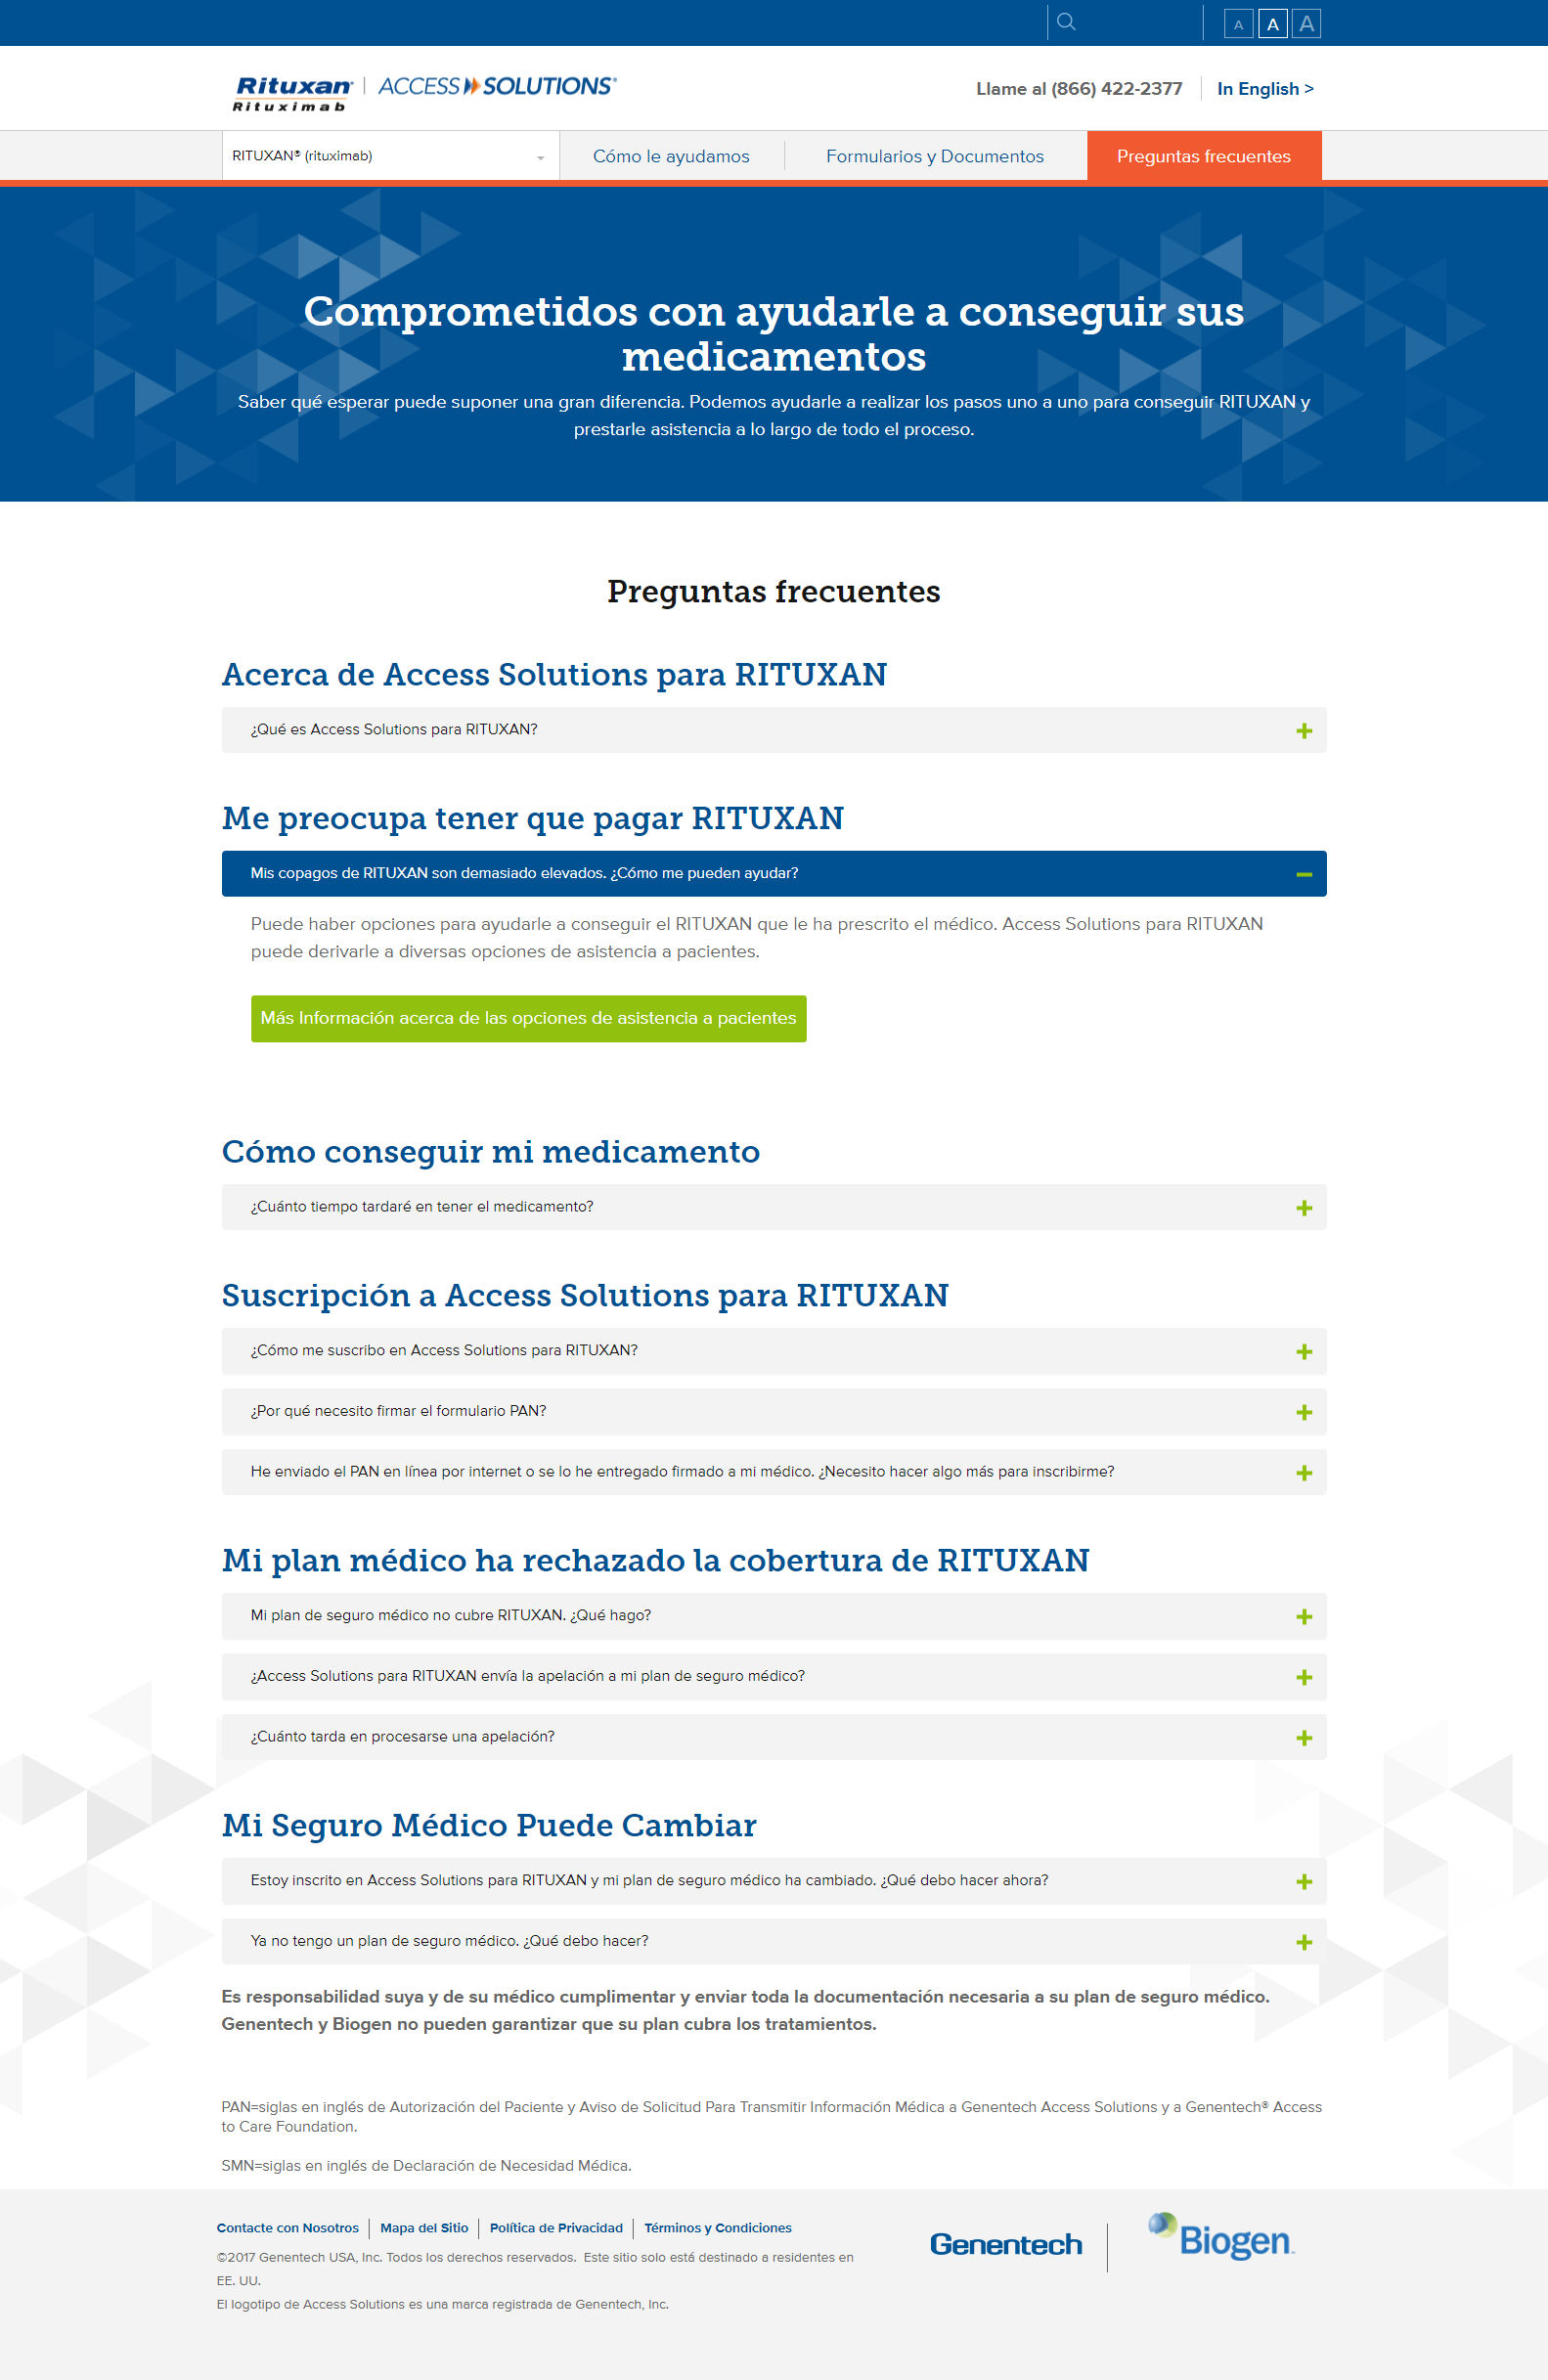 A A A
Rituxan® | ACCESS SOLUTIONS®
Rituximab
Llame al (866) 422-2377
In English >
RITUXAN® (rituximab)
Cómo le ayudamos
Formularios y Documentos
Preguntas frecuentes
Comprometidos con ayudarle a conseguir sus
medicamentos
Saber qué esperar puede suponer una gran diferencia. Podemos ayudarle a realizar los pasos uno a uno para conseguir RITUXAN y
prestarle asistencia a lo largo de todo el proceso.
Preguntas frecuentes
Acerca de Access Solutions para RITUXAN
¿Qué es Access Solutions para RITUXAN?
Me preocupa tener que pagar RITUXAN
Mis copagos de RITUXAN son demasiado elevados. ¿Cómo me pueden ayudar?
Puede haber opciones para ayudarle a conseguir el RITUXAN que le ha prescrito el médico. Access Solutions para RITUXAN
puede derivarle a diversas opciones de asistencia a pacientes.
Más Información acerca de las opciones de asistencia a pacientes
Cómo conseguir mi medicamento
¿Cuánto tiempo tardaré en tener el medicamento?
Suscripción a Access Solutions para RITUXAN
¿Cómo me suscribo en Access Solutions para RITUXAN?
¿Por qué necesito firmar el formulario PAN?
He enviado el PAN en línea por internet o se lo he entregado firmado a mi médico. ¿Necesito hacer algo más para inscribirme?
Mi plan médico ha rechazado la cobertura de RITUXAN
Mi plan de seguro médico no cubre RITUXAN. ¿Qué hago?
¿Access Solutions para RITUXAN envía la apelación a mi plan de seguro médico?
¿Cuánto tarda en procesarse una apelación?
Mi Seguro Médico Puede Cambiar
Estoy inscrito en Access Solutions para RITUXAN y mi plan de seguro médico ha cambiado. ¿Qué debo hacer ahora?
Ya no tengo un plan de seguro médico. ¿Qué debo hacer?
Es responsabilidad suya y de su médico cumplimentar y enviar toda la documentación necesaria a su plan de seguro médico.
Genentech y Biogen no pueden garantizar que su plan cubra los tratamientos.
PAN=siglas en inglés de Autorización del Paciente y Aviso de Solicitud Para Transmitir Información Médica a Genentech Access Solutions y a Genentech® Access
to Care Foundation.
SMN=siglas en inglés de Declaración de Necesidad Médica.
Contacte con Nosotros | Mapa del Sitio | Política de Privacidad | Términos y Condiciones
©2017 Genentech USA, Inc. Todos los derechos reservados. Este sitio solo está destinado a residentes en
EE. UU.
El logotipo de Access Solutions es una marca registrada de Genentech, Inc.
Genentech
Biogen™